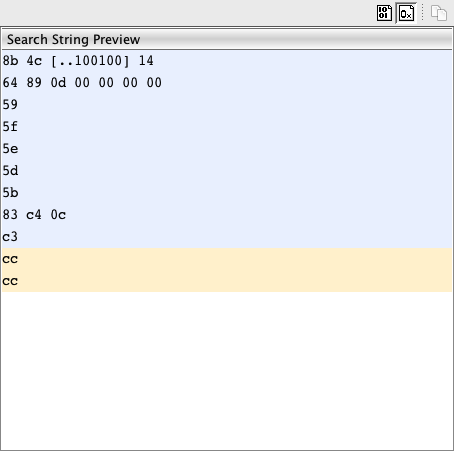 Search String Preview
8b 4c [..100100] 14
64 89 0d 00 00 00 00
59
5f
5e
5d
5b
83 c4 0c
c3
cc
cc